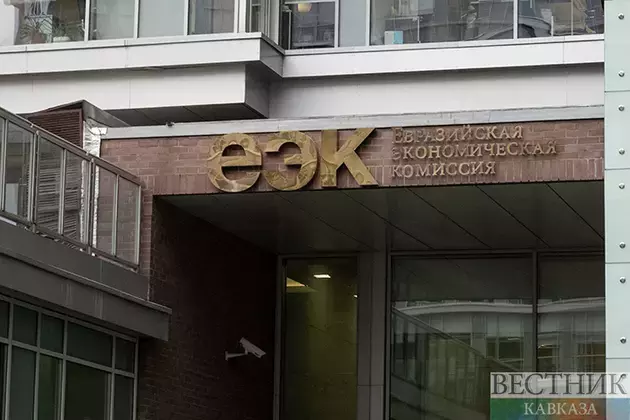 еэк
Евразийская
экономическая
комиссия
ВЕСТНИК
КАВКАЗА